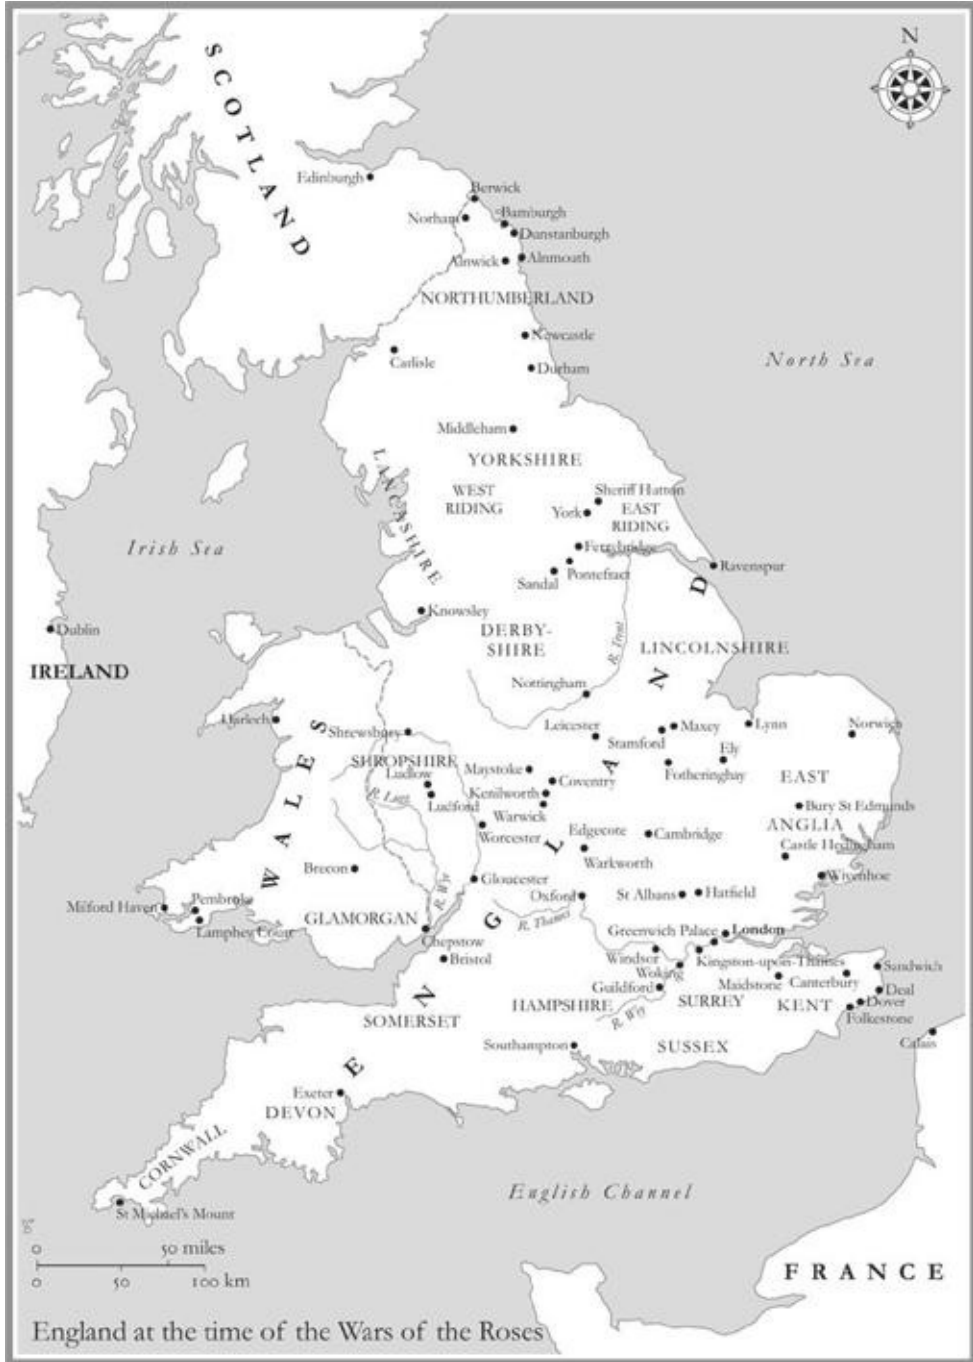 N
SCOTLAND
Edinburgh
Berwick
Norham
Bamburgh
Dunstanburgh
Alnwick
Alnmouth
NORTHUMBERLAND
Newcastle
Carlisle
Durham
North Sea
Middleham
YORKSHIRE
LANCASHIRE
WEST
RIDING
Sheriff Hutton
York
EAST
RIDING
Irish Sea
Ferrybridge
Pontefract
Sandal
Ravenspur
Knowsley
Dublin
IRELAND
DERBY-
SHIRE
R. Trent
LINCOLNSHIRE
Nottingham
ENGLAND
Harlech
WALES
Shrewsbury
SHROPSHIRE
Leicester
Stamford
Maxey
Lynn
Norwich
Ely
Fotheringhay
Ludlow
Ludford
R. Lugg
Maystoke
Coventry
Kenilworth
Warwick
EAST
ANGLIA
Bury St Edmunds
Worcester
Edgecote
Cambridge
Warkworth
Castle Hedingham
Brecon
Wivenhoe
R. Wye
Gloucester
Oxford
St Albans
Hatfield
Milford Haven
Pembroke
Lamphey Court
GLAMORGAN
Chepstow
R. Thames
Greenwich Palace
London
Bristol
Windsor
Woking
Kingston-upon-Thames
Guildford
Maidstone
Canterbury
Sandwich
Deal
Dover
Folkestone
HAMPSHIRE
SURREY
KENT
R. Wey
SOMERSET
Southampton
SUSSEX
Calais
Exeter
DEVON
CORNWALL
St Michael's Mount
English Channel
0 50 miles
0 50 100 km
FRANCE
England at the time of the Wars of the Roses